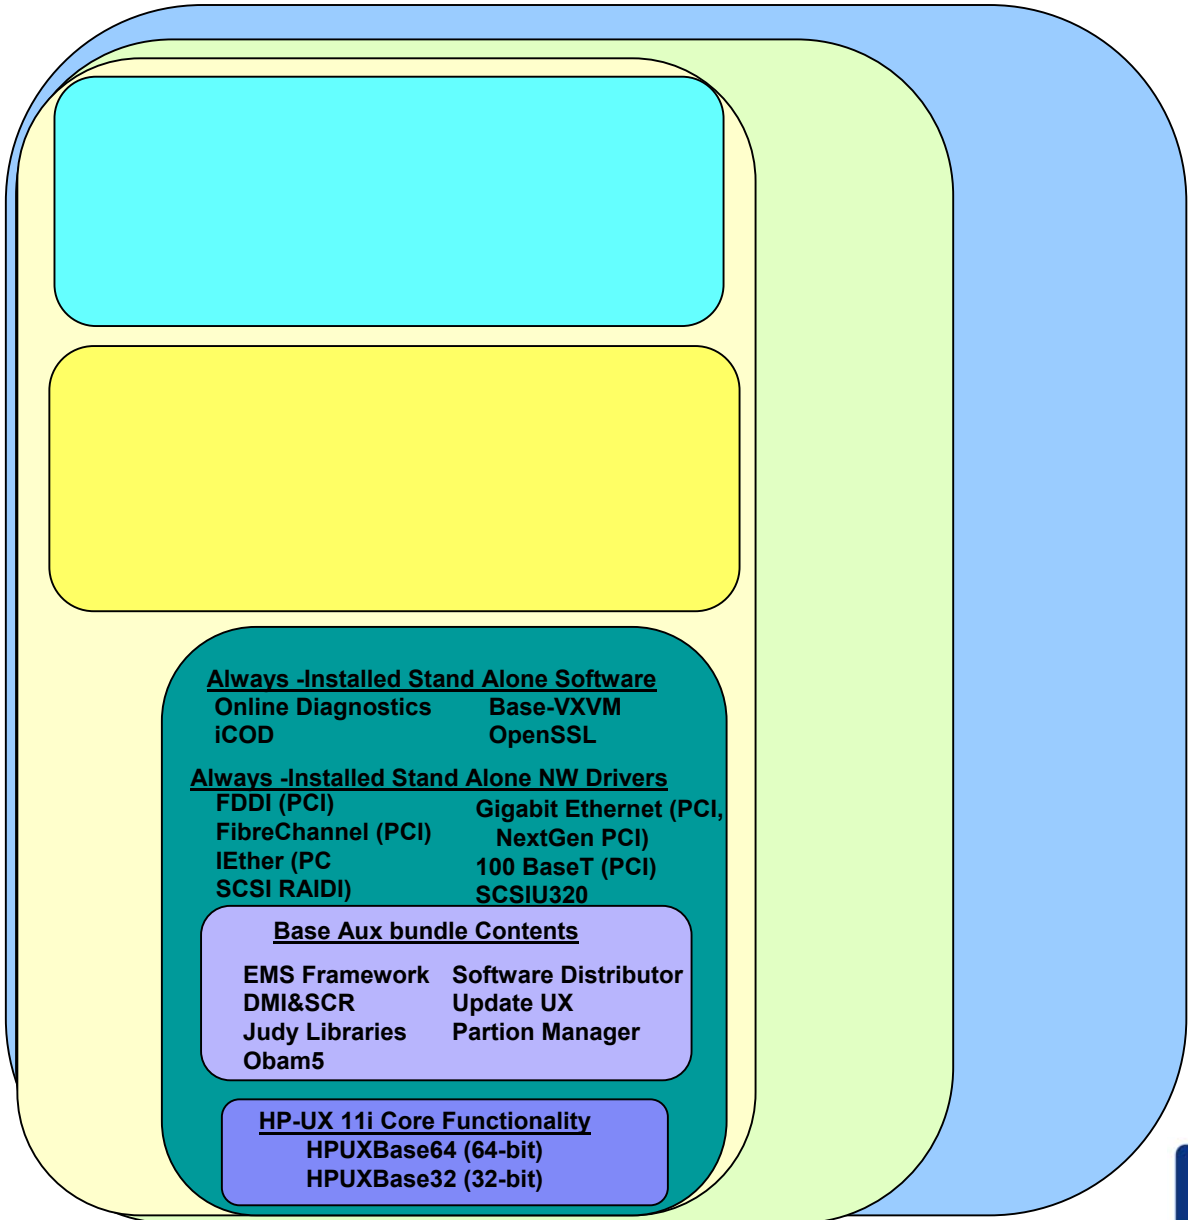 Always -Installed Stand Alone Software
Online Diagnostics Base-VXVM
iCOD OpenSSL
Always -Installed Stand Alone NW Drivers
FDDI (PCI) Gigabit Ethernet (PCI,
FibreChannel (PCI) NextGen PCI)
IEther (PC 100 BaseT (PCI)
SCSI RAIDI) SCSIU320
Base Aux bundle Contents
EMS Framework Software Distributor
DMI&SCR Update UX
Judy Libraries Partion Manager
Obam5
HP-UX 11i Core Functionality
HPUXBase64 (64-bit)
HPUXBase32 (32-bit)